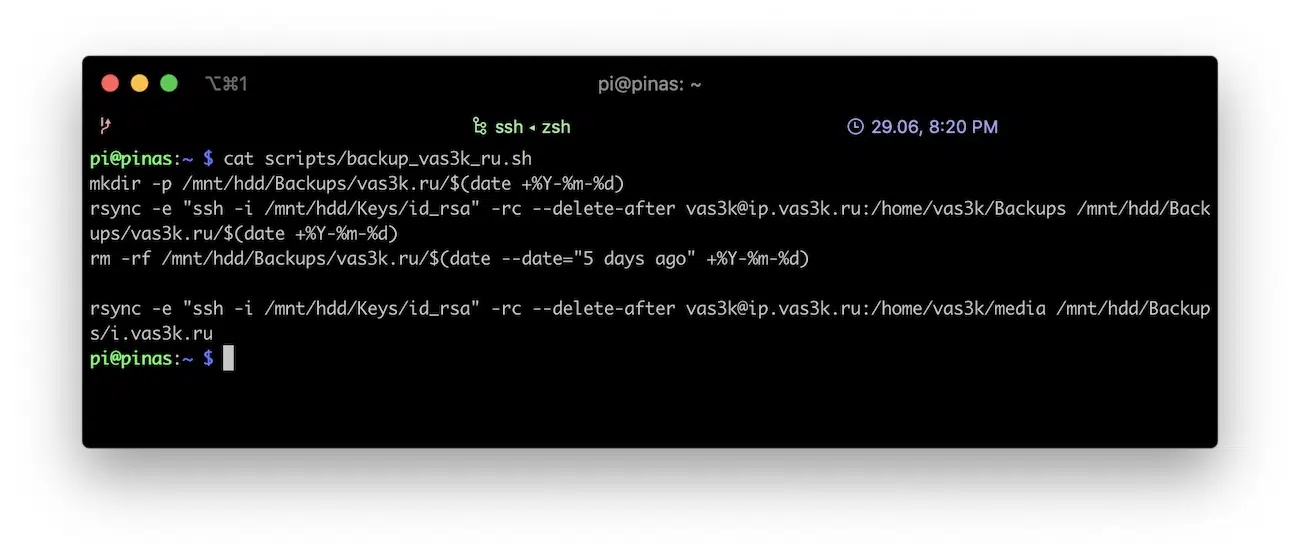 ⌥⌘1
pi@pinas: ~
ssh ◂ zsh
29.06, 8:20 PM
pi@pinas:~ $ cat scripts/backup_vas3k_ru.sh
mkdir -p /mnt/hdd/Backups/vas3k.ru/$(date +%Y-%m-%d)
rsync -e "ssh -i /mnt/hdd/Keys/id_rsa" -rc --delete-after vas3k@ip.vas3k.ru:/home/vas3k/Backups /mnt/hdd/Back
ups/vas3k.ru/$(date +%Y-%m-%d)
rm -rf /mnt/hdd/Backups/vas3k.ru/$(date --date="5 days ago" +%Y-%m-%d)
rsync -e "ssh -i /mnt/hdd/Keys/id_rsa" -rc --delete-after vas3k@ip.vas3k.ru:/home/vas3k/media /mnt/hdd/Backup
s/i.vas3k.ru
pi@pinas:~ $